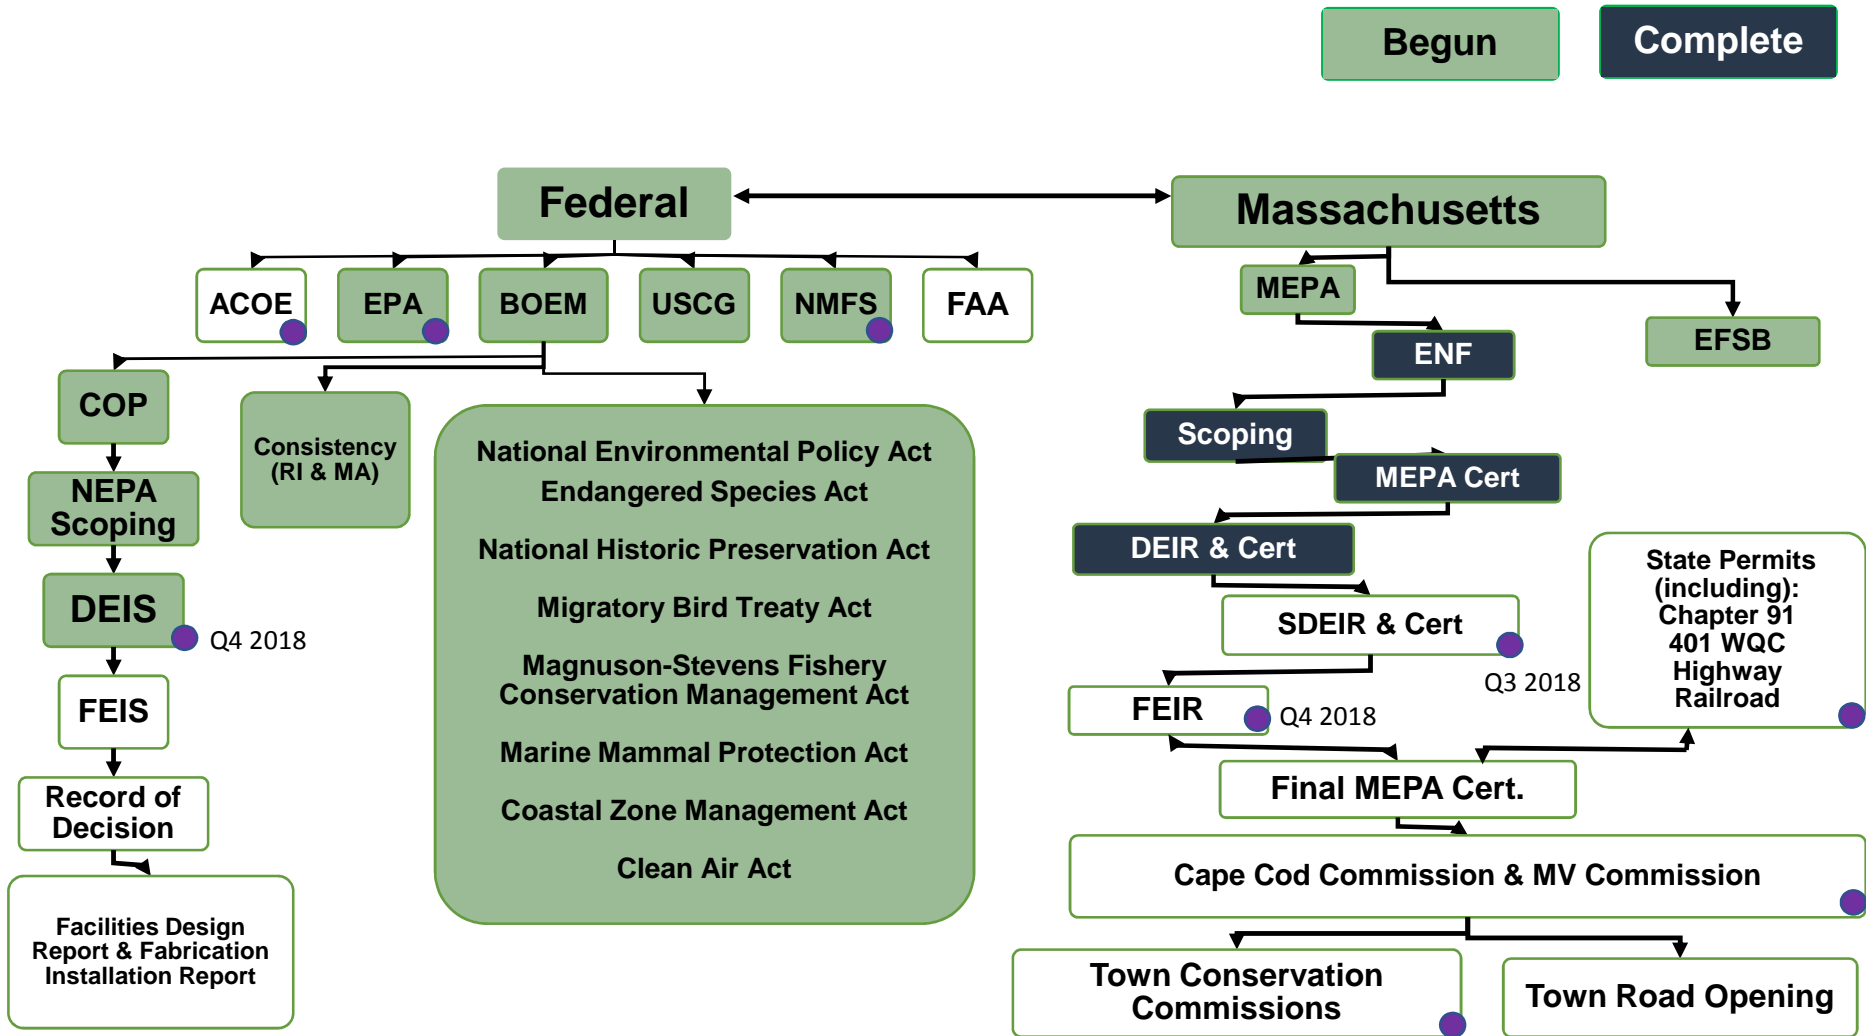 Begun
Complete
Federal
Massachusetts
ACOE
EPA
BOEM
USCG
NMFS
FAA
MEPA
EFSB
ENF
COP
Consistency
(RI & MA)
National Environmental Policy Act
Endangered Species Act
National Historic Preservation Act
Migratory Bird Treaty Act
Magnuson-Stevens Fishery
Conservation Management Act
Marine Mammal Protection Act
Coastal Zone Management Act
Clean Air Act
NEPA
Scoping
DEIS
Q4 2018
FEIS
Record of
Decision
Facilities Design
Report & Fabrication
Installation Report
Scoping
MEPA Cert
DEIR & Cert
SDEIR & Cert
Q3 2018
State Permits
(including):
Chapter 91
401 WQC
Highway
Railroad
FEIR
Q4 2018
Final MEPA Cert.
Cape Cod Commission & MV Commission
Town Conservation
Commissions
Town Road Opening